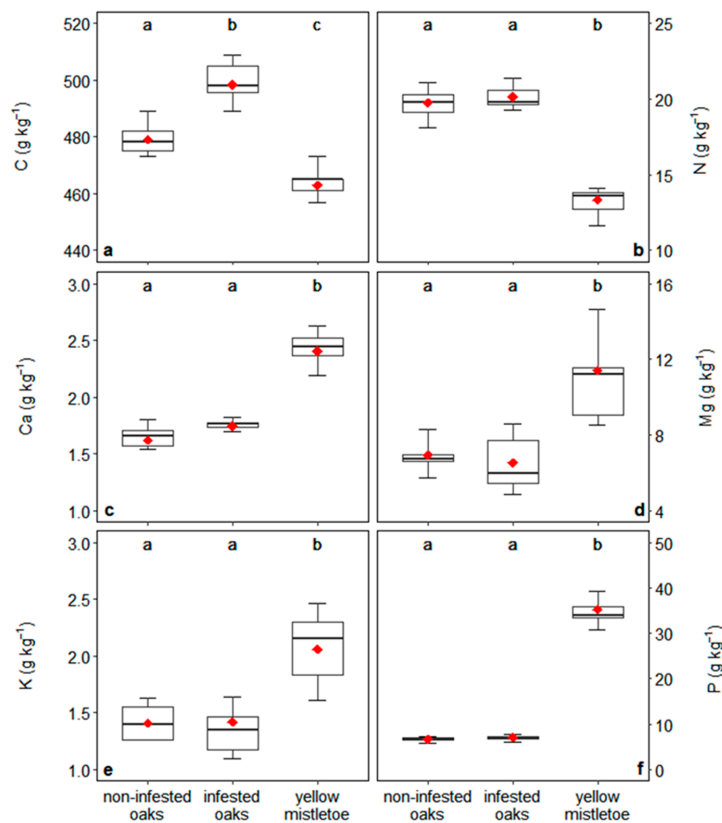 a b c
520
500
480
460
440
C (g kg⁻¹)
a
a a b
25
20
15
10
N (g kg⁻¹)
b
a a b
3.0
2.5
2.0
1.5
1.0
Ca (g kg⁻¹)
c
a a b
16
12
8
4
Mg (g kg⁻¹)
d
a a b
3.0
2.5
2.0
1.5
1.0
K (g kg⁻¹)
e
a a b
50
40
30
20
10
0
P (g kg⁻¹)
f
non-infested oaks
infested oaks
yellow mistletoe
non-infested oaks
infested oaks
yellow mistletoe